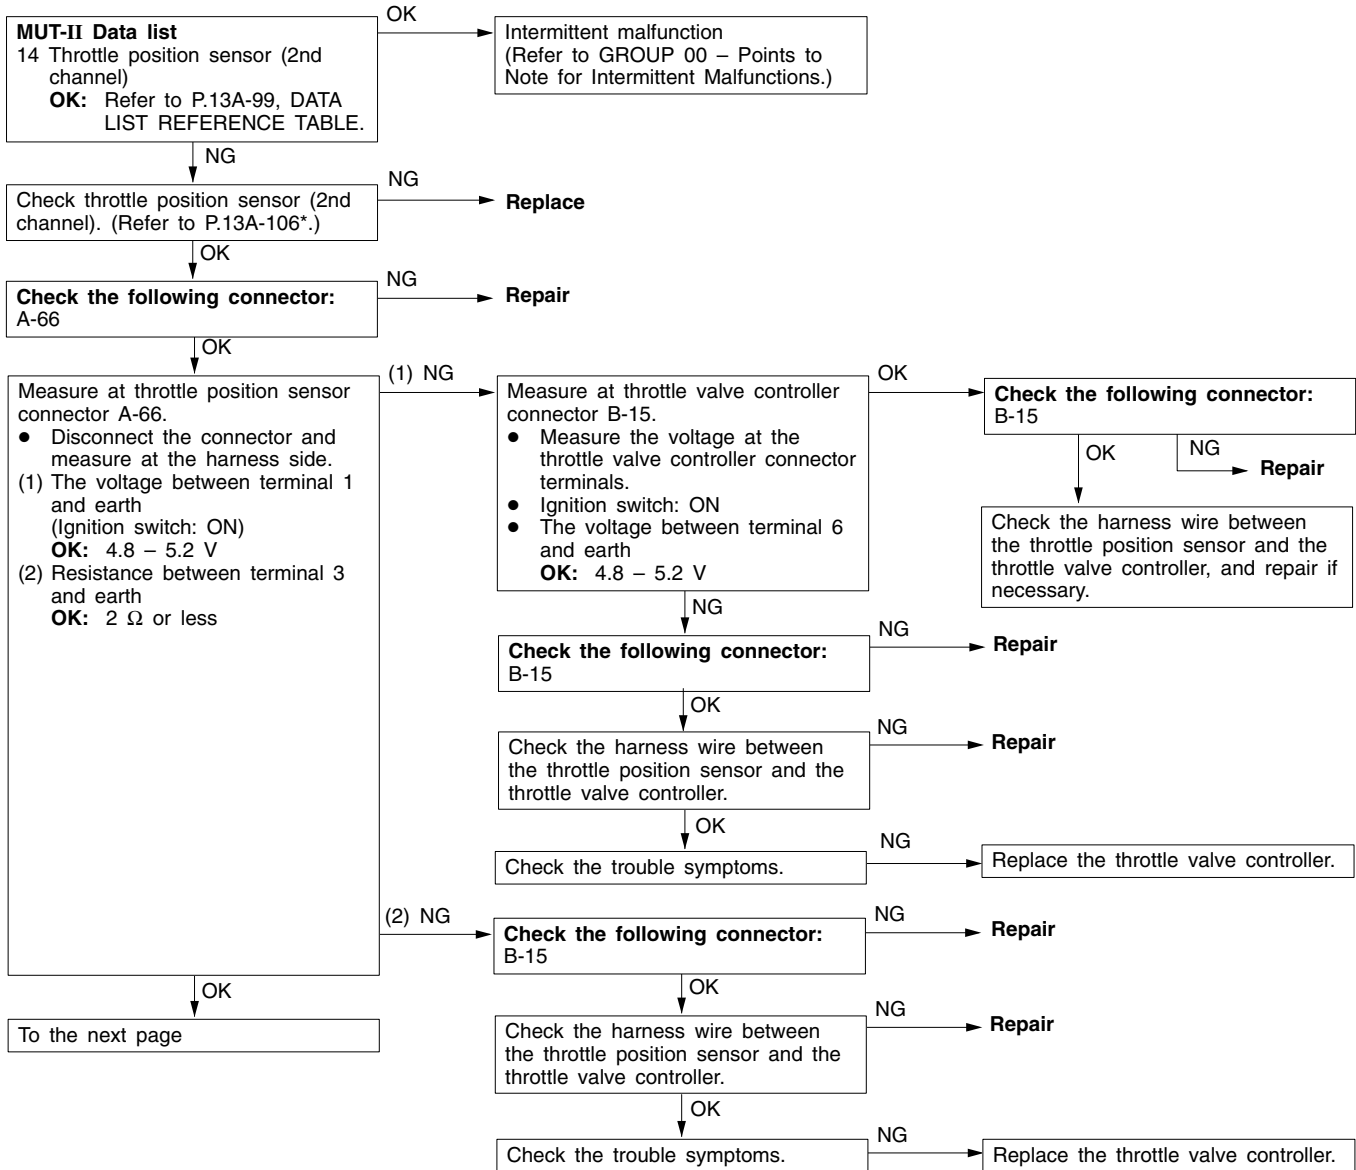 MUT-II Data list
14 Throttle position sensor (2nd
channel)
OK: Refer to P.13A-99, DATA
LIST REFERENCE TABLE.
OK
Intermittent malfunction
(Refer to GROUP 00 – Points to
Note for Intermittent Malfunctions.)
NG
Check throttle position sensor (2nd
channel). (Refer to P.13A-106*.)
NG
Replace
OK
Check the following connector:
A-66
NG
Repair
OK
Measure at throttle position sensor
connector A-66.
● Disconnect the connector and
measure at the harness side.
(1) The voltage between terminal 1
and earth
(Ignition switch: ON)
OK: 4.8 – 5.2 V
(2) Resistance between terminal 3
and earth
OK: 2 Ω or less
(1) NG
Measure at throttle valve controller
connector B-15.
● Measure the voltage at the
throttle valve controller connector
terminals.
● Ignition switch: ON
● The voltage between terminal 6
and earth
OK: 4.8 – 5.2 V
OK
Check the following connector:
B-15
OK
NG
Repair
Check the harness wire between
the throttle position sensor and the
throttle valve controller, and repair if
necessary.
NG
Check the following connector:
B-15
NG
Repair
OK
Check the harness wire between
the throttle position sensor and the
throttle valve controller.
NG
Repair
OK
Check the trouble symptoms.
NG
Replace the throttle valve controller.
(2) NG
Check the following connector:
B-15
NG
Repair
OK
Check the harness wire between
the throttle position sensor and the
throttle valve controller.
NG
Repair
OK
Check the trouble symptoms.
NG
Replace the throttle valve controller.
OK
To the next page